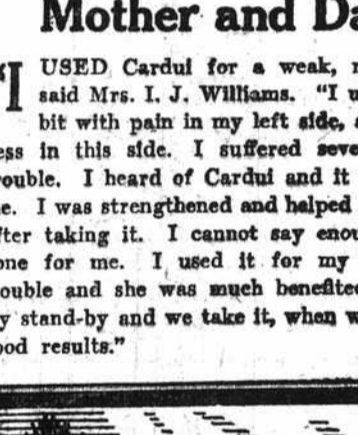 Mother and Da
"I USED Cardui for a weak, r
said Mrs. I. J. Williams. "I u
bit with pain in my left side, a
ess in this side. I suffered seve
rouble. I heard of Cardui and it
e. I was strengthened and helped
fter taking it. I cannot say enou
one for me. I used it for my
ouble and she was much benefited
y stand-by and we take it, when w
ood results."